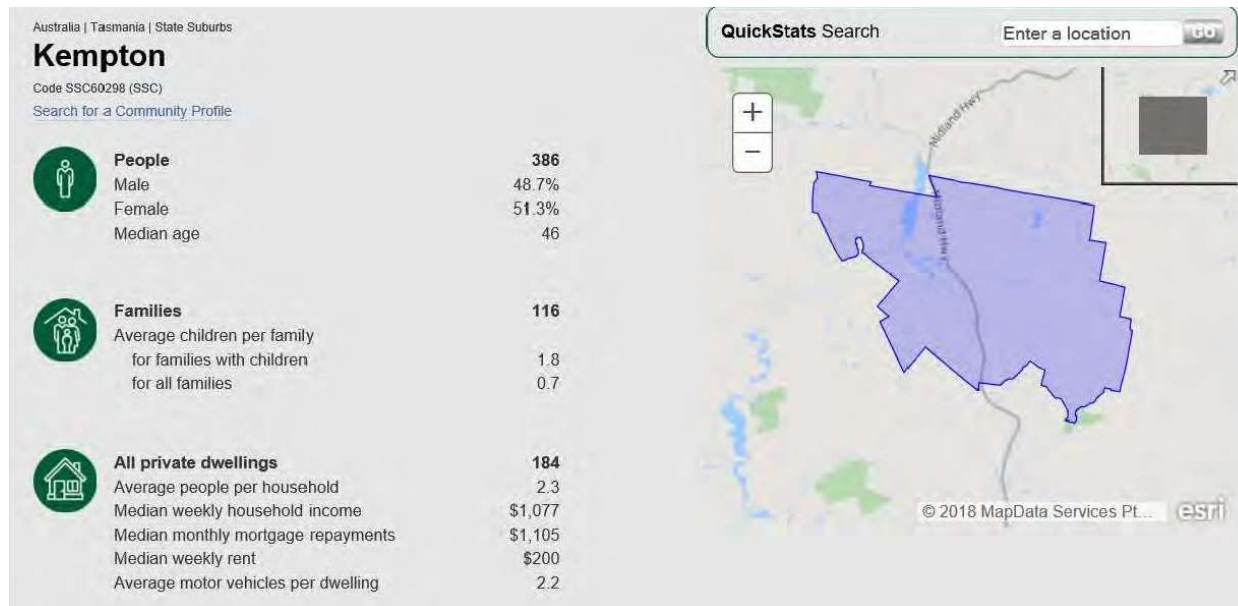 Australia | Tasmania | State Suburbs
Kempton
Code SSC60298 (SSC)
Search for a Community Profile
People 386
Male 48.7%
Female 51.3%
Median age 46
Families 116
Average children per family
for families with children 1.8
for all families 0.7
All private dwellings 184
Average people per household 2.3
Median weekly household income $1,077
Median monthly mortgage repayments $1,105
Median weekly rent $200
Average motor vehicles per dwelling 2.2
QuickStats Search Enter a location GO
+
−
Midland Hwy
Midland Hwy
© 2018 MapData Services Pt... esri